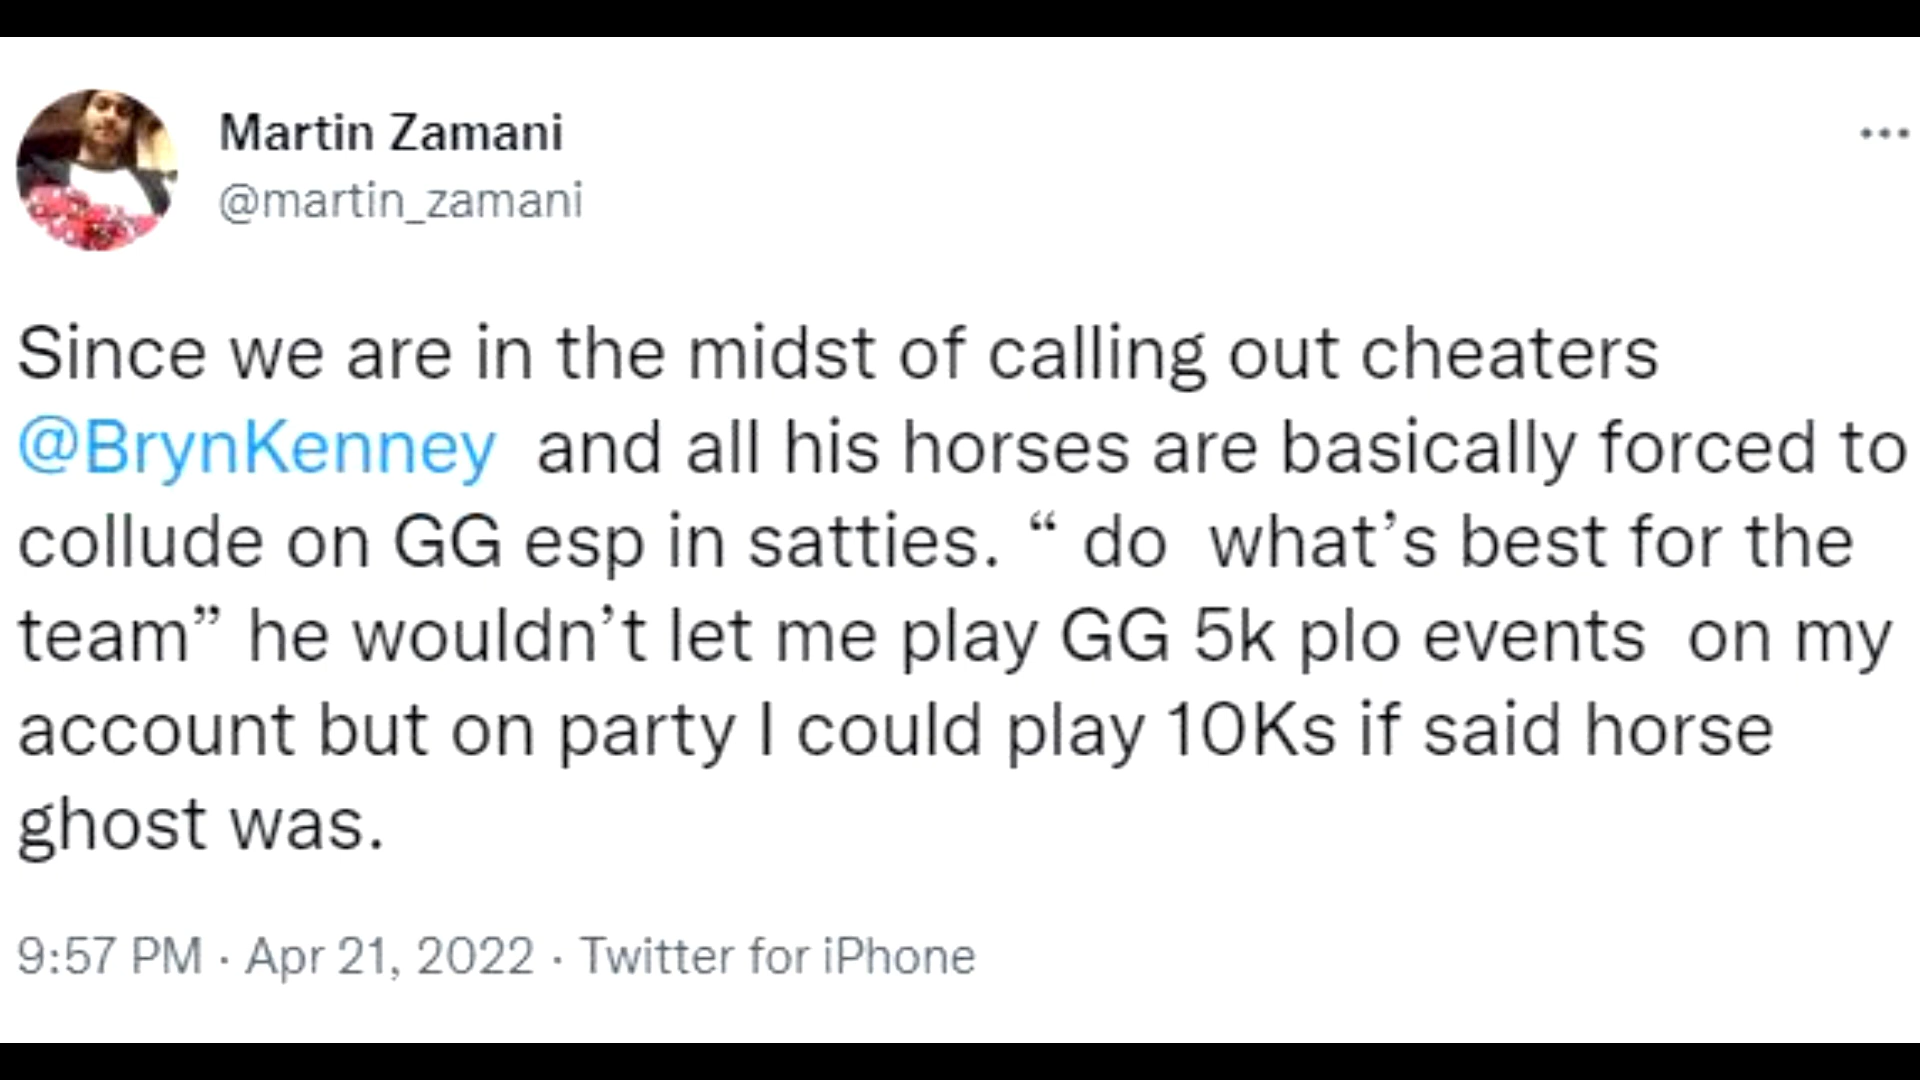 Martin Zamani
@martin_zamani
Since we are in the midst of calling out cheaters
@BrynKenney  and all his horses are basically forced to
collude on GG esp in satties. “ do  what’s best for the
team” he wouldn’t let me play GG 5k plo events  on my
account but on party I could play 10Ks if said horse
ghost was.
9:57 PM · Apr 21, 2022 · Twitter for iPhone